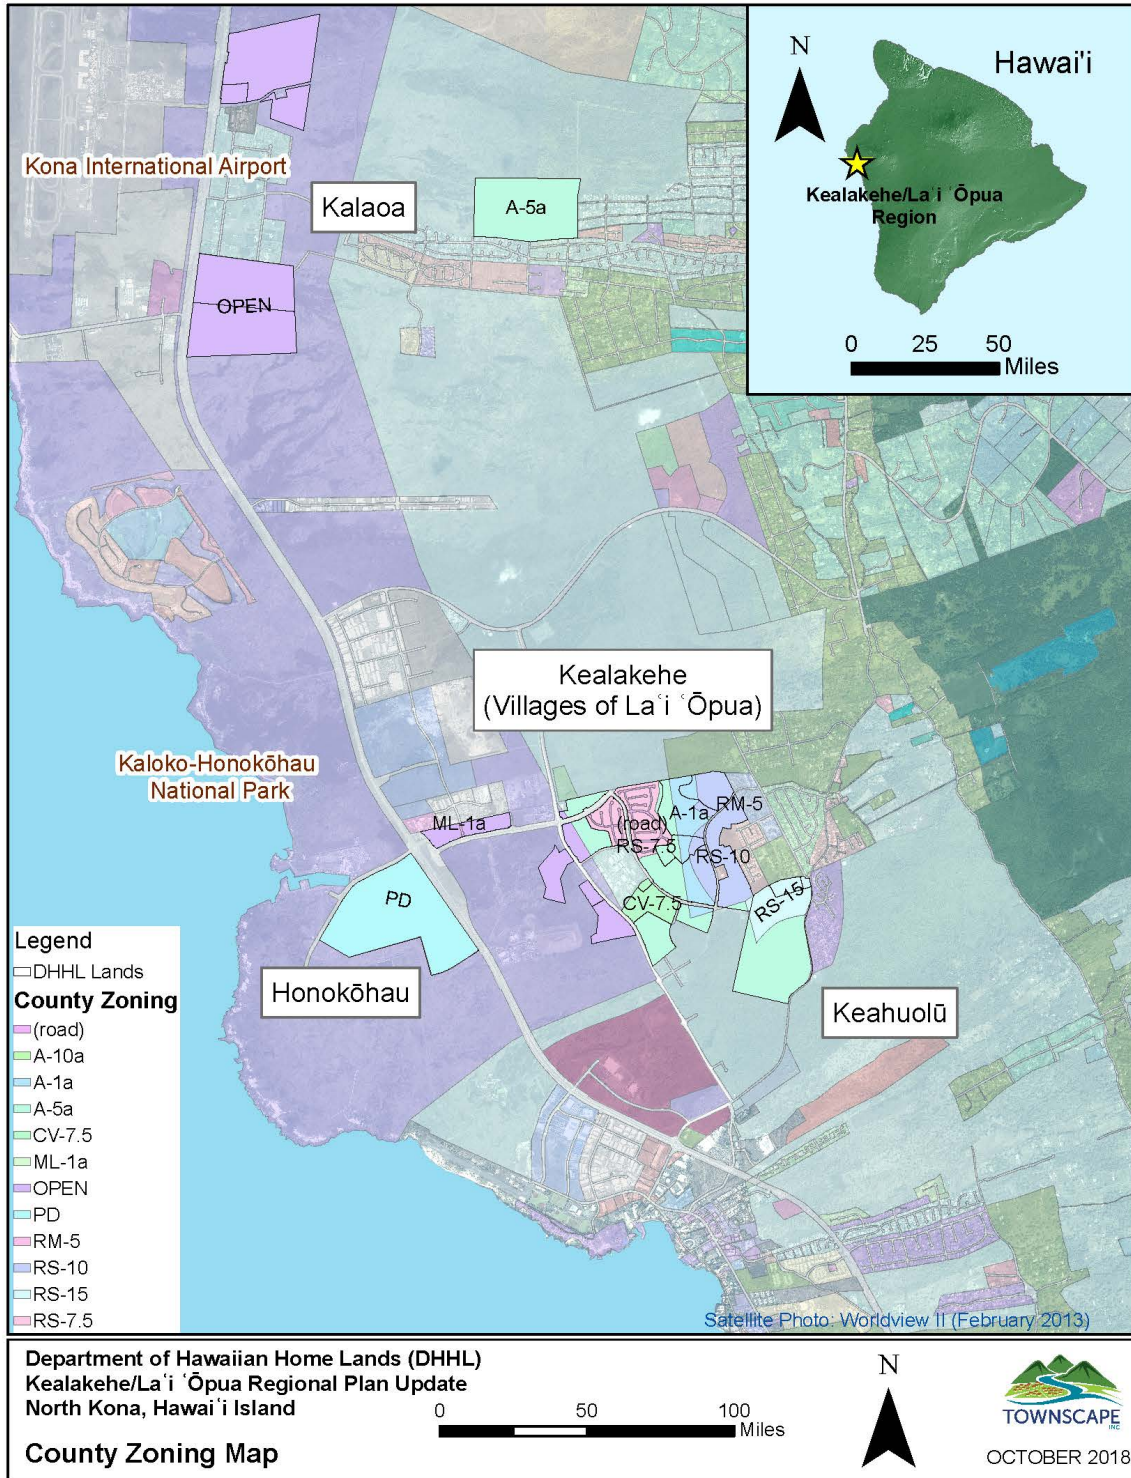 N
Hawai'i
Kealakehe/Laʻi ʻŌpua
Region
0 25 50
Miles
Kona International Airport
Kalaoa
A-5a
OPEN
Kealakehe
(Villages of Laʻi ʻŌpua)
Kaloko-Honokōhau
National Park
ML-1a
A-1a
RM-5
(road)
RS-7.5
RS-10
CV-7.5
RS-15
PD
Honokōhau
Keahuolū
Legend
DHHL Lands
County Zoning
(road)
A-10a
A-1a
A-5a
CV-7.5
ML-1a
OPEN
PD
RM-5
RS-10
RS-15
RS-7.5
Satellite Photo: Worldview II (February 2013)
Department of Hawaiian Home Lands (DHHL)
Kealakehe/Laʻi ʻŌpua Regional Plan Update
North Kona, Hawaiʻi Island
County Zoning Map
0 50 100
Miles
N
TOWNSCAPE
INC
OCTOBER 2018